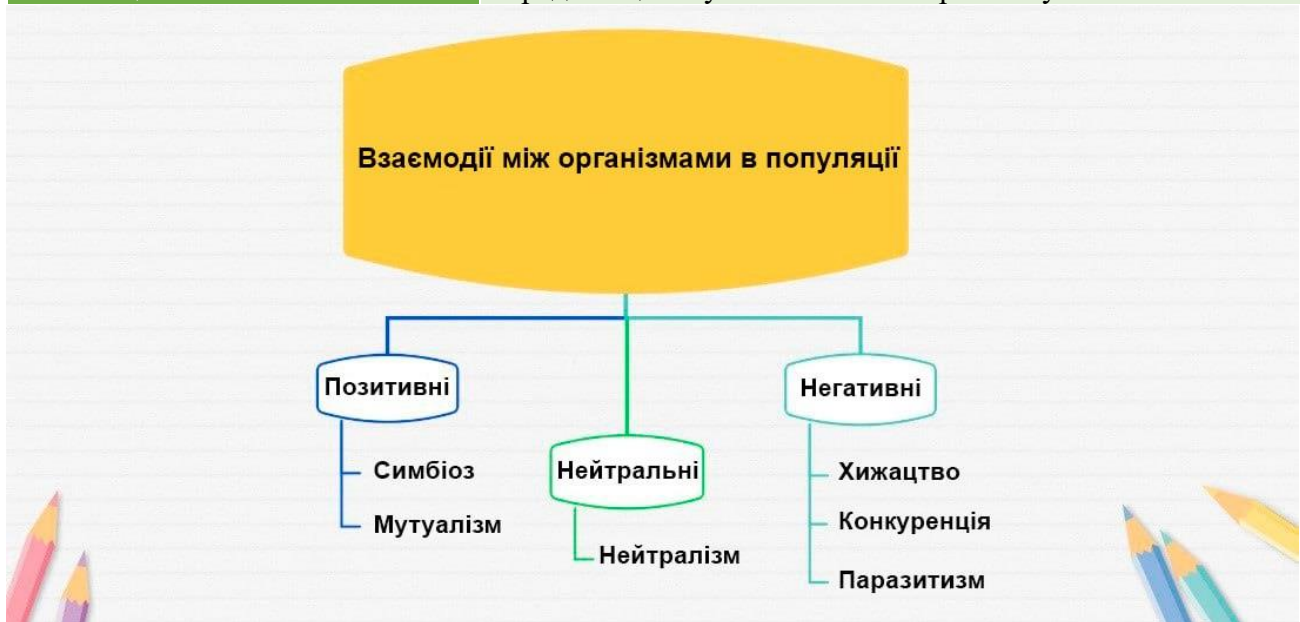 Взаємодії між організмами в популяції
Позитивні
Симбіоз
Мутуалізм
Нейтральні
Нейтралізм
Негативні
Хижацтво
Конкуренція
Паразитизм